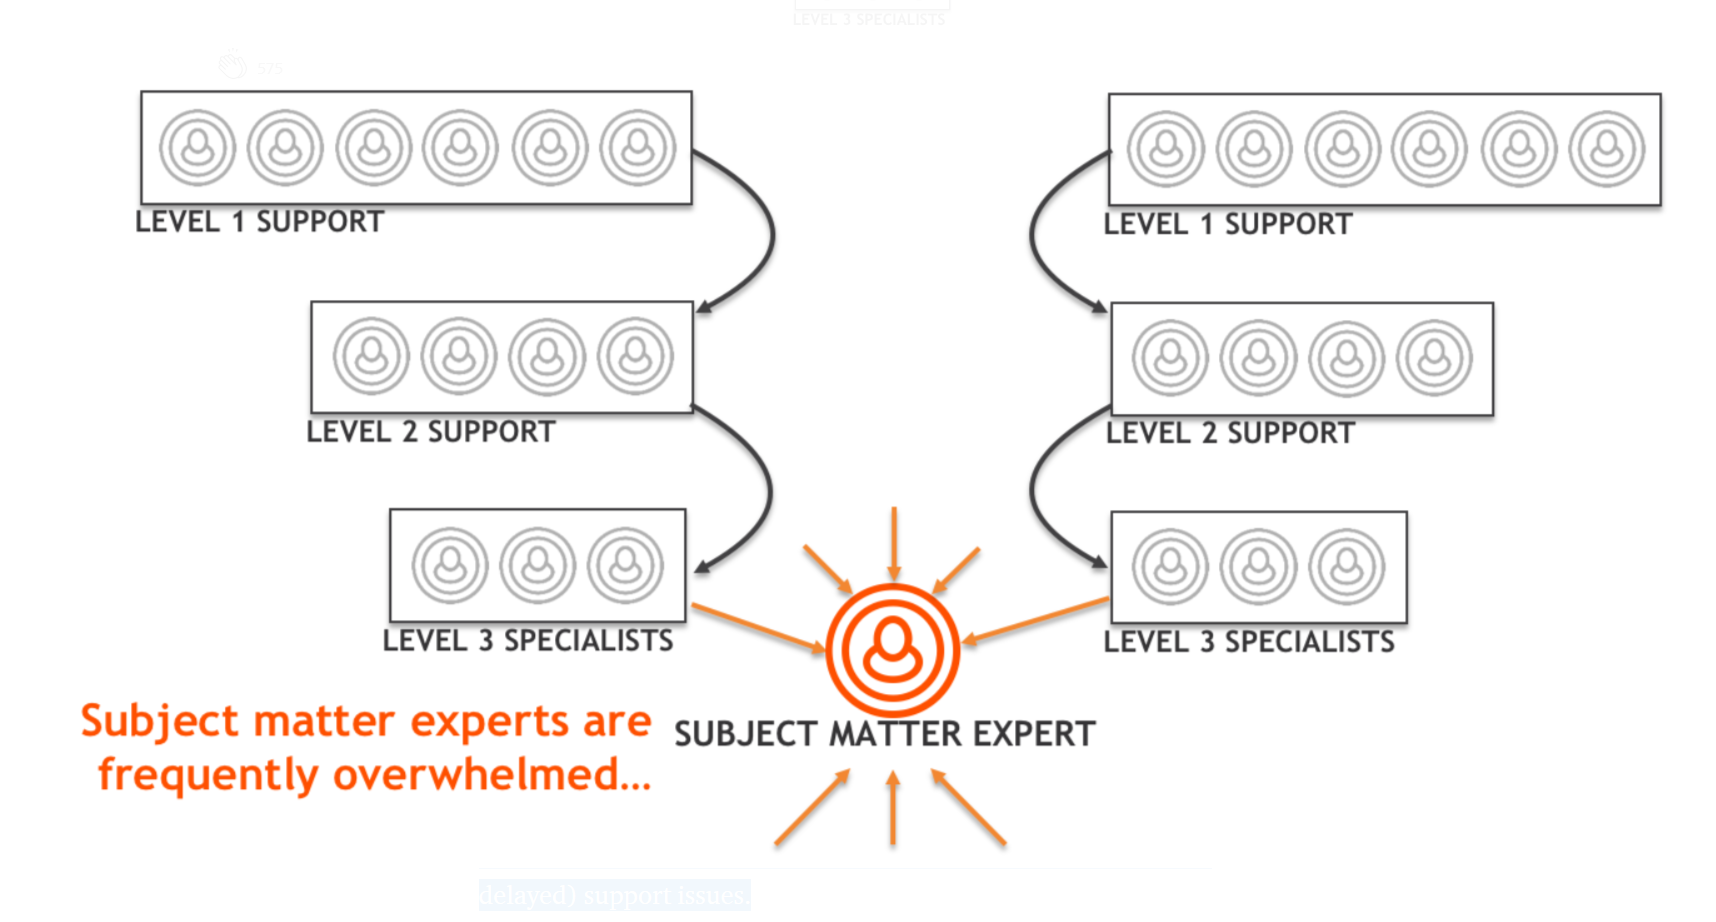 LEVEL 3 SPECIALISTS
575
LEVEL 1 SUPPORT
LEVEL 1 SUPPORT
LEVEL 2 SUPPORT
LEVEL 2 SUPPORT
LEVEL 3 SPECIALISTS
LEVEL 3 SPECIALISTS
Subject matter experts are
frequently overwhelmed...
SUBJECT MATTER EXPERT
delayed) support issues.